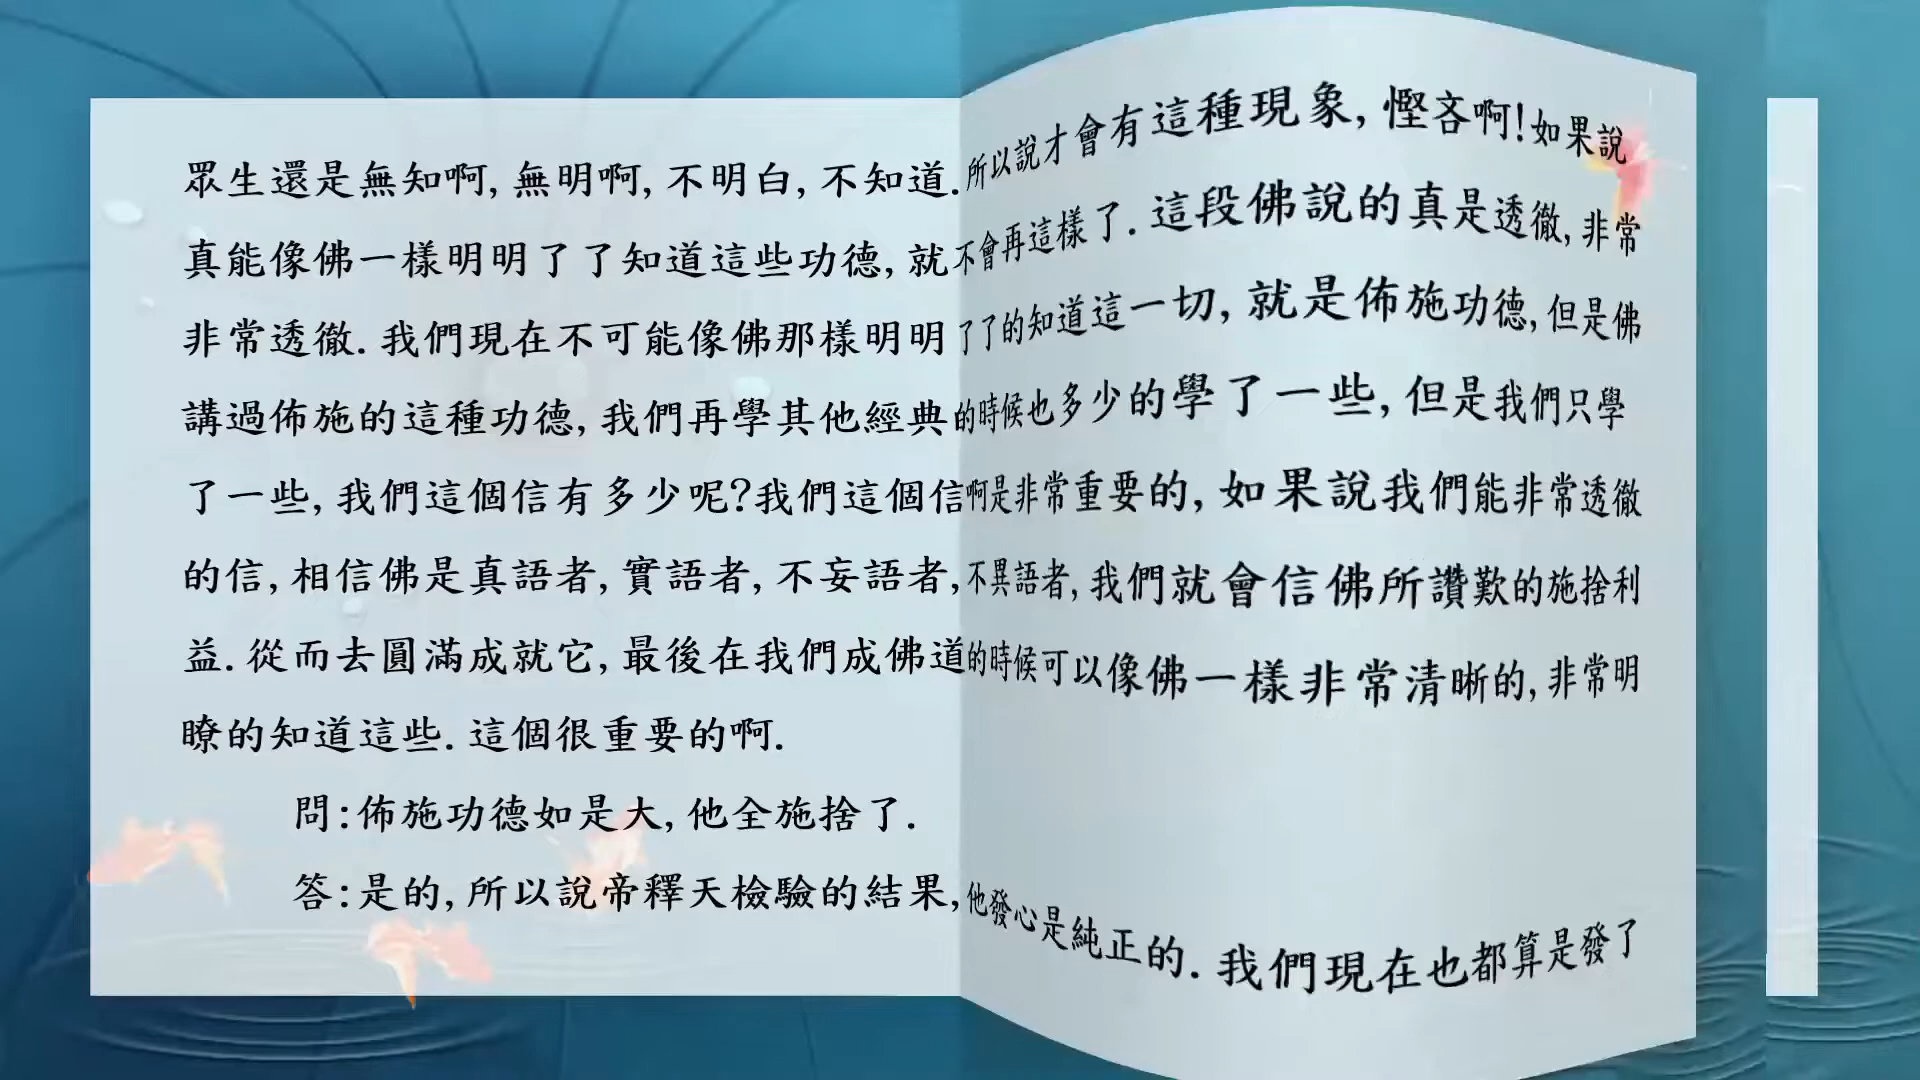 眾生還是無知啊,無明啊,不明白,不知道.所以說才會有這種現象,慳吝啊!如果說
真能像佛一樣明明了了知道這些功德,就不會再這樣了.這段佛說的真是透徹,非常
非常透徹.我們現在不可能像佛那樣明明了了的知道這一切,就是佈施功德,但是佛
講過佈施的這種功德,我們再學其他經典的時候也多少的學了一些,但是我們只學
了一些,我們這個信有多少呢?我們這個信啊是非常重要的,如果說我們能非常透徹
的信,相信佛是真語者,實語者,不妄語者,不異語者,我們就會信佛所讚歎的施捨利
益.從而去圓滿成就它,最後在我們成佛道的時候可以像佛一樣非常清晰的,非常明
瞭的知道這些.這個很重要的啊.
問:佈施功德如是大,他全施捨了.
答:是的,所以說帝釋天檢驗的結果,他發心是純正的.我們現在也都算是發了